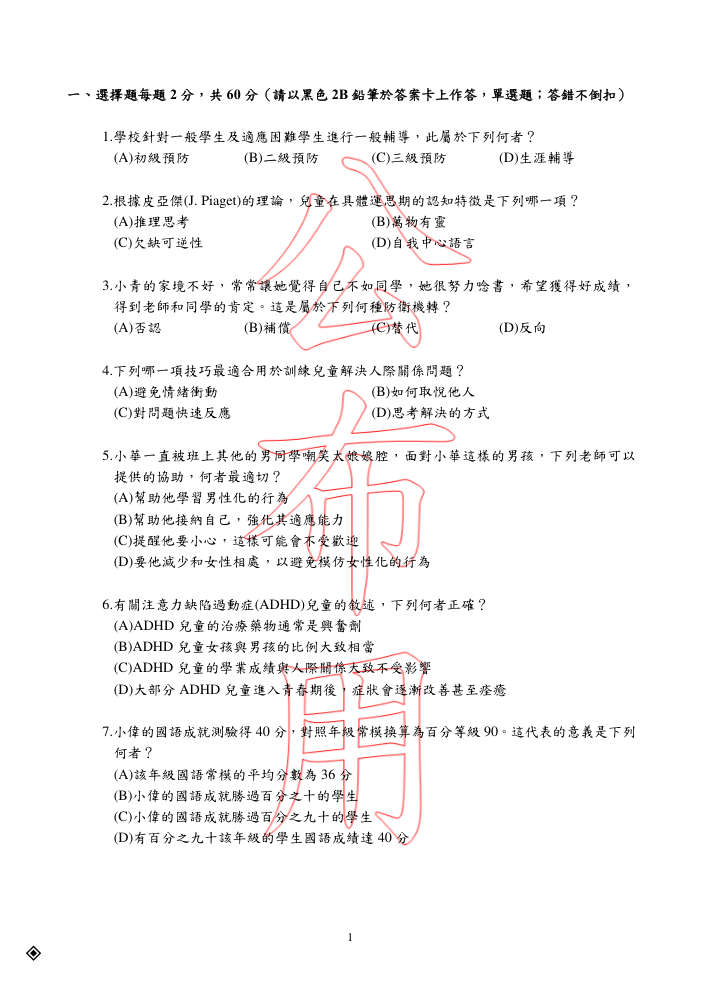 一、選擇題每題 2 分，共 60 分（請以黑色 2B 鉛筆於答案卡上作答，單選題；答錯不倒扣）
1.學校針對一般學生及適應困難學生進行一般輔導，此屬於下列何者？
(A)初級預防 (B)二級預防 (C)三級預防 (D)生涯輔導
2.根據皮亞傑(J. Piaget)的理論，兒童在具體運思期的認知特徵是下列哪一項？
(A)推理思考 (B)萬物有靈
(C)欠缺可逆性 (D)自我中心語言
3.小青的家境不好，常常讓她覺得自己不如同學，她很努力唸書，希望獲得好成績，
得到老師和同學的肯定。這是屬於下列何種防衛機轉？
(A)否認 (B)補償 (C)替代 (D)反向
4.下列哪一項技巧最適合用於訓練兒童解決人際關係問題？
(A)避免情緒衝動 (B)如何取悅他人
(C)對問題快速反應 (D)思考解決的方式
5.小華一直被班上其他的男同學嘲笑太娘娘腔，面對小華這樣的男孩，下列老師可以
提供的協助，何者最適切？
(A)幫助他學習男性化的行為
(B)幫助他接納自己，強化其適應能力
(C)提醒他要小心，這樣可能會不受歡迎
(D)要他減少和女性相處，以避免模仿女性化的行為
6.有關注意力缺陷過動症(ADHD)兒童的敘述，下列何者正確？
(A)ADHD 兒童的治療藥物通常是興奮劑
(B)ADHD 兒童女孩與男孩的比例大致相當
(C)ADHD 兒童的學業成績與人際關係大致不受影響
(D)大部分 ADHD 兒童進入青春期後，症狀會逐漸改善甚至痊癒
7.小偉的國語成就測驗得 40 分，對照年級常模換算為百分等級 90。這代表的意義是下列
何者？
(A)該年級國語常模的平均分數為 36 分
(B)小偉的國語成就勝過百分之十的學生
(C)小偉的國語成就勝過百分之九十的學生
(D)有百分之九十該年級的學生國語成績達 40 分
公布用
1